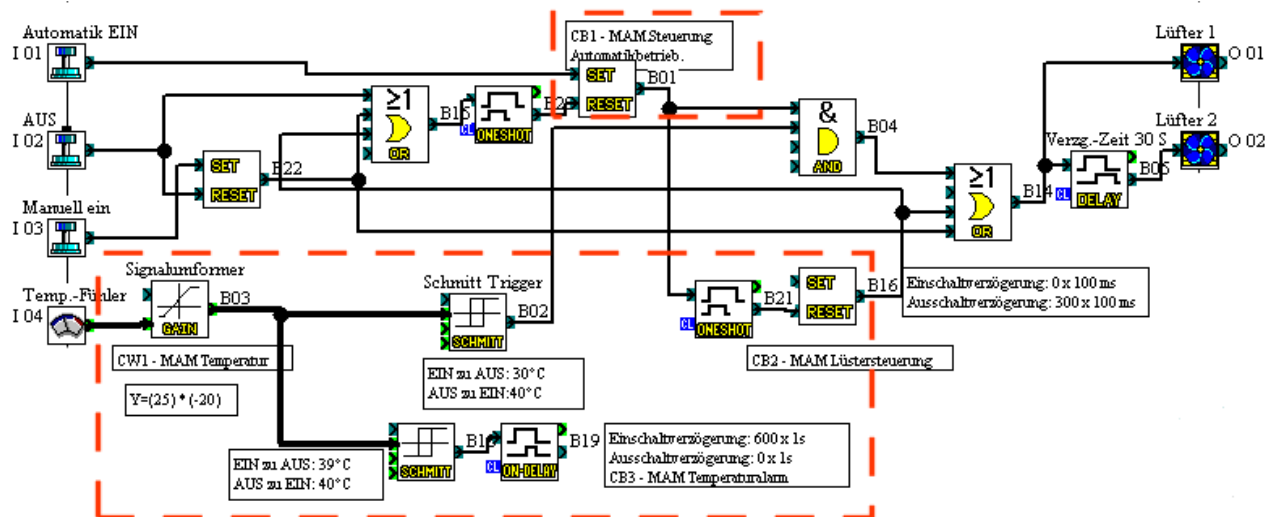 Automatik EIN
I 01
AUS
I 02
Manuell ein
I 03
Temp.-Fühler
I 04
CB1 - MAM Steuerung
Automatikbetrieb.
SET
RESET
B01
≥1
OR
B15
CL
ONESHOT
SET
RESET
B22
&
AND
B04
≥1
OR
B14
Verzg.-Zeit 30 S
CL
DELAY
B05
Lüfter 1
O 01
Lüfter 2
O 02
Signalumformer
B03
GAIN
CW1 - MAM Temperatur
Y=(25) * (-20)
Schmitt Trigger
B02
SCHMITT
EIN zu AUS: 30°C
AUS zu EIN:40°C
CL
ONESHOT
B21
SET
RESET
B16
Einschaltverzögerung: 0 x 100 ms
Ausschaltverzögerung: 300 x 100 ms
CB2 - MAM Lüstersteuerung
EIN zu AUS: 39°C
AUS zu EIN: 40°C
SCHMITT
CL
ON-DELAY
B19
Einschaltverzögerung: 600 x 1s
Ausschaltverzögerung: 0 x 1s
CB3 - MAM Temperaturalarm